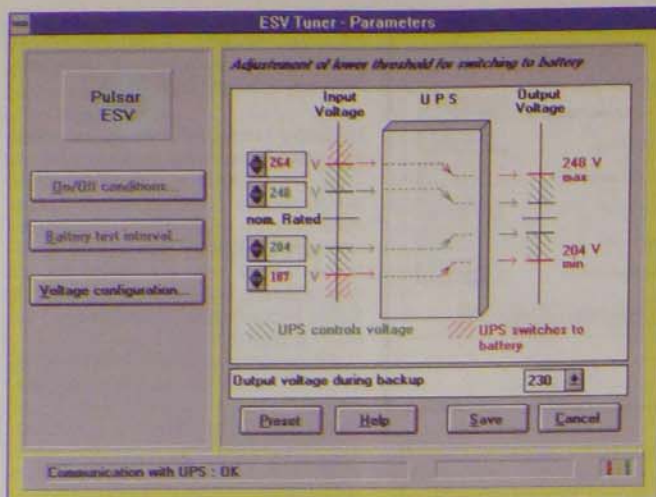 ESV Tuner - Parameters
Pulsar
ESV
On/Off conditions...
Battery test interval...
Voltage configuration...
Adjustement of lower threshold for switching to battery
Input
Voltage
UPS
Output
Voltage
264 V
248 V
nom. Rated
204 V
187 V
248 V
max
204 V
min
UPS controls voltage
UPS switches to
battery
Output voltage during backup
230
Preset
Help
Save
Cancel
Communication with UPS : OK